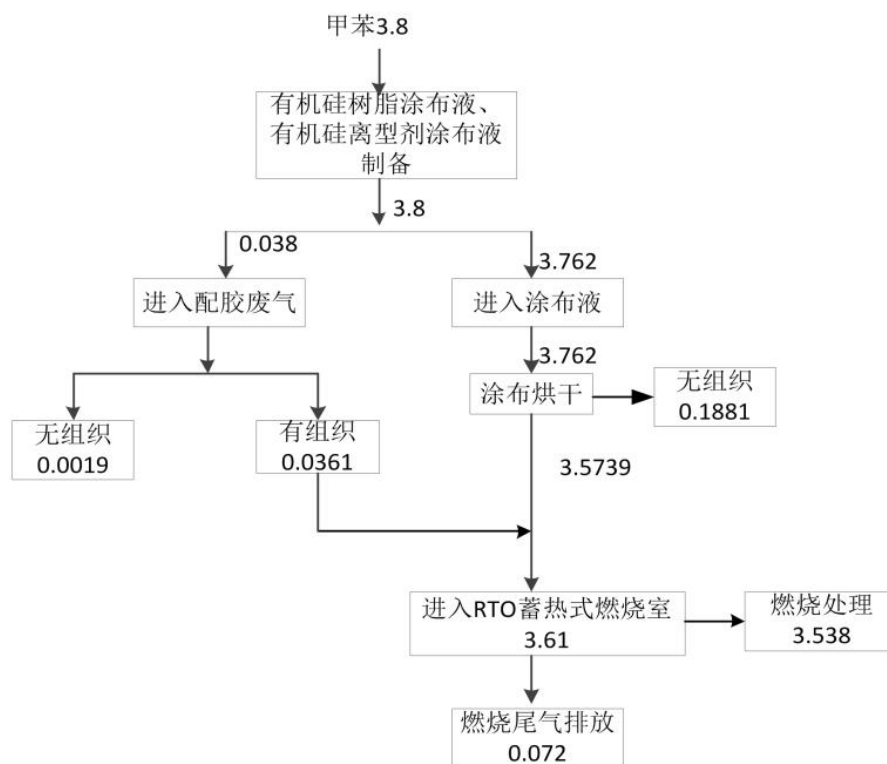 甲苯3.8
有机硅树脂涂布液、
有机硅离型剂涂布液
制备
3.8
0.038
3.762
进入配胶废气
进入涂布液
3.762
涂布烘干
无组织
0.1881
无组织
0.0019
有组织
0.0361
3.5739
进入RTO蓄热式燃烧室
3.61
燃烧处理
3.538
燃烧尾气排放
0.072